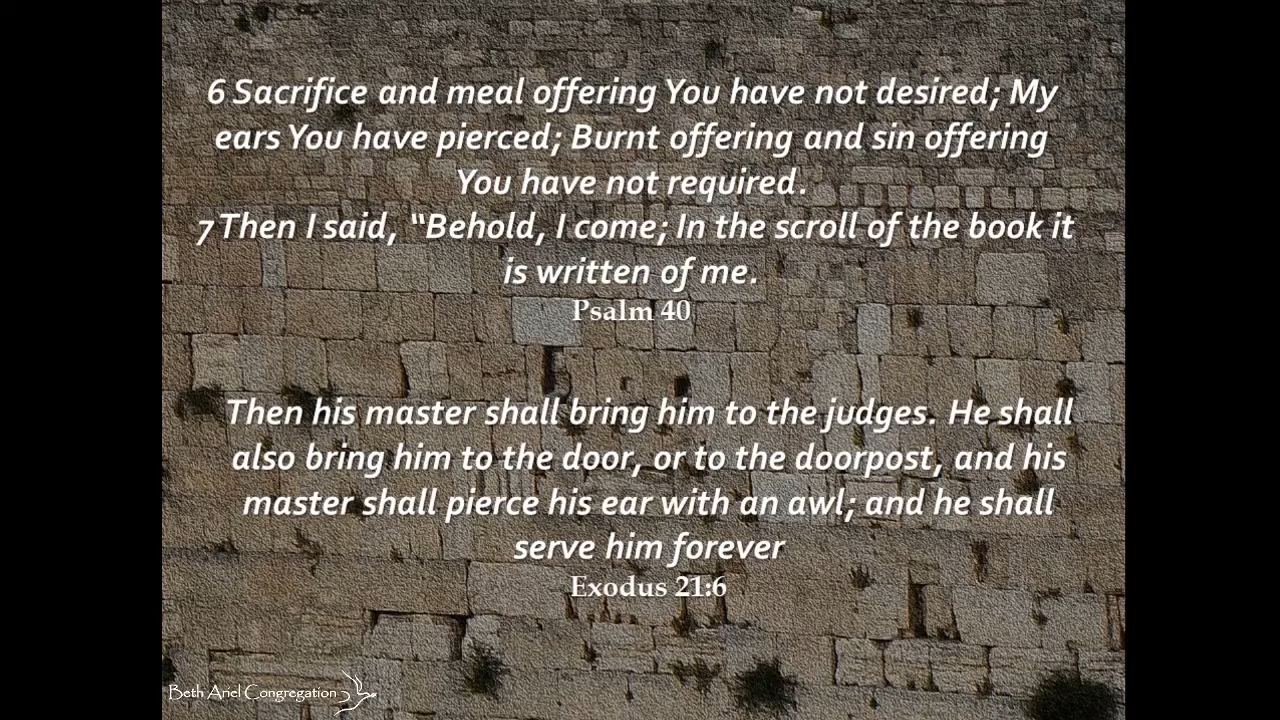 6 Sacrifice and meal offering You have not desired; My
ears You have pierced; Burnt offering and sin offering
You have not required.
7 Then I said, “Behold, I come; In the scroll of the book it
is written of me.
Psalm 40
Then his master shall bring him to the judges. He shall
also bring him to the door, or to the doorpost, and his
master shall pierce his ear with an awl; and he shall
serve him forever
Exodus 21:6
Beth Ariel Congregation